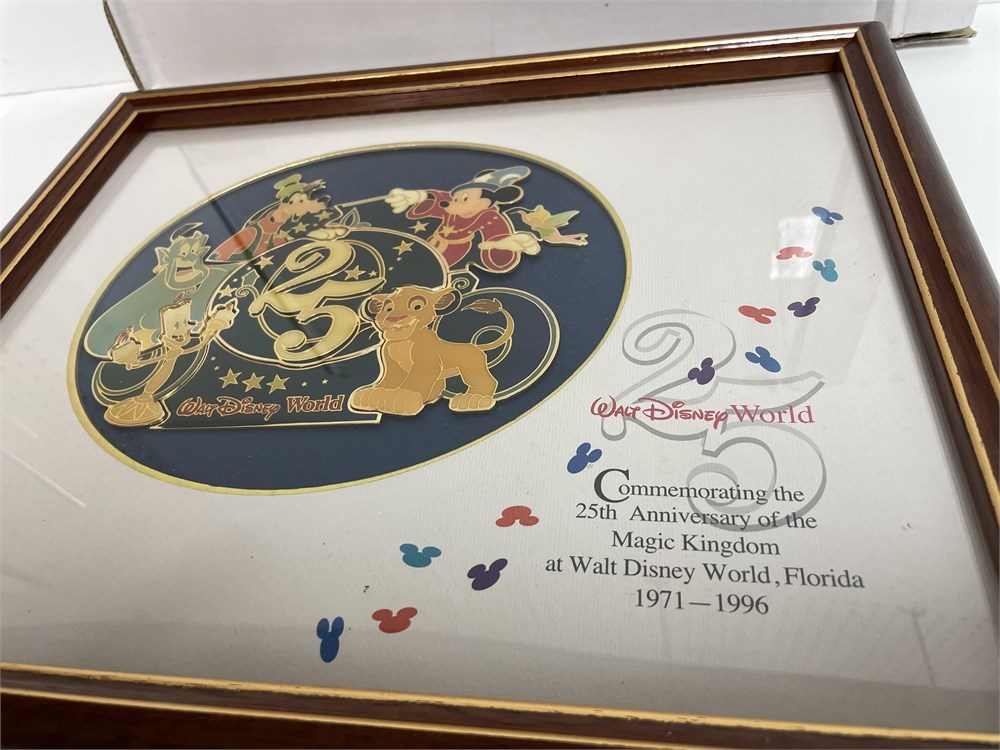 25
Walt Disney World
25
Walt Disney World
Commemorating the
25th Anniversary of the
Magic Kingdom
at Walt Disney World, Florida
1971—1996